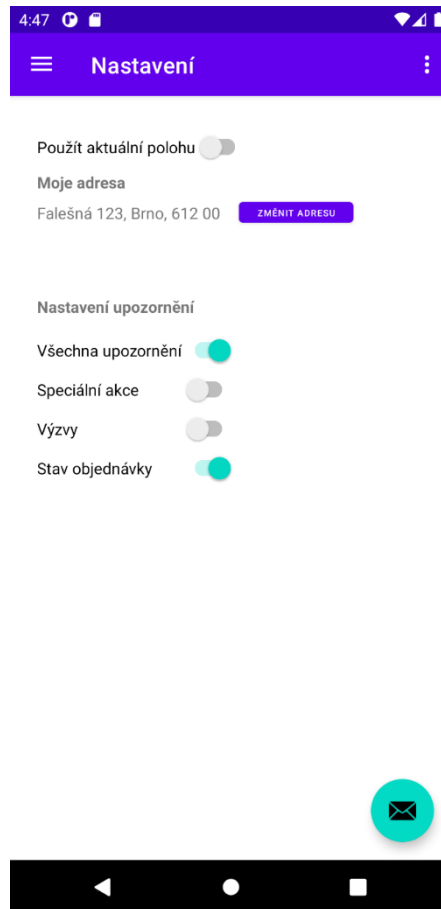 4:47
Nastavení
Použít aktuální polohu
Moje adresa
Falešná 123, Brno, 612 00 ZMĚNIT ADRESU
Nastavení upozornění
Všechna upozornění
Speciální akce
Výzvy
Stav objednávky